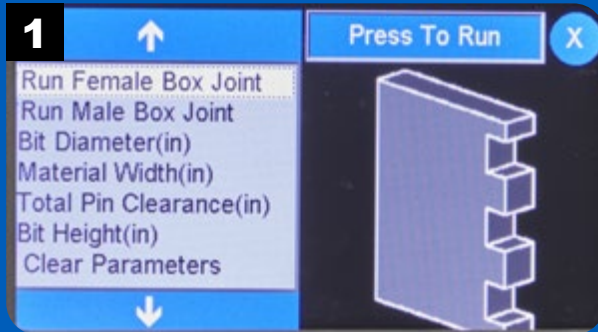 1
Press To Run
X
Run Female Box Joint
Run Male Box Joint
Bit Diameter(in)
Material Width(in)
Total Pin Clearance(in)
Bit Height(in)
Clear Parameters